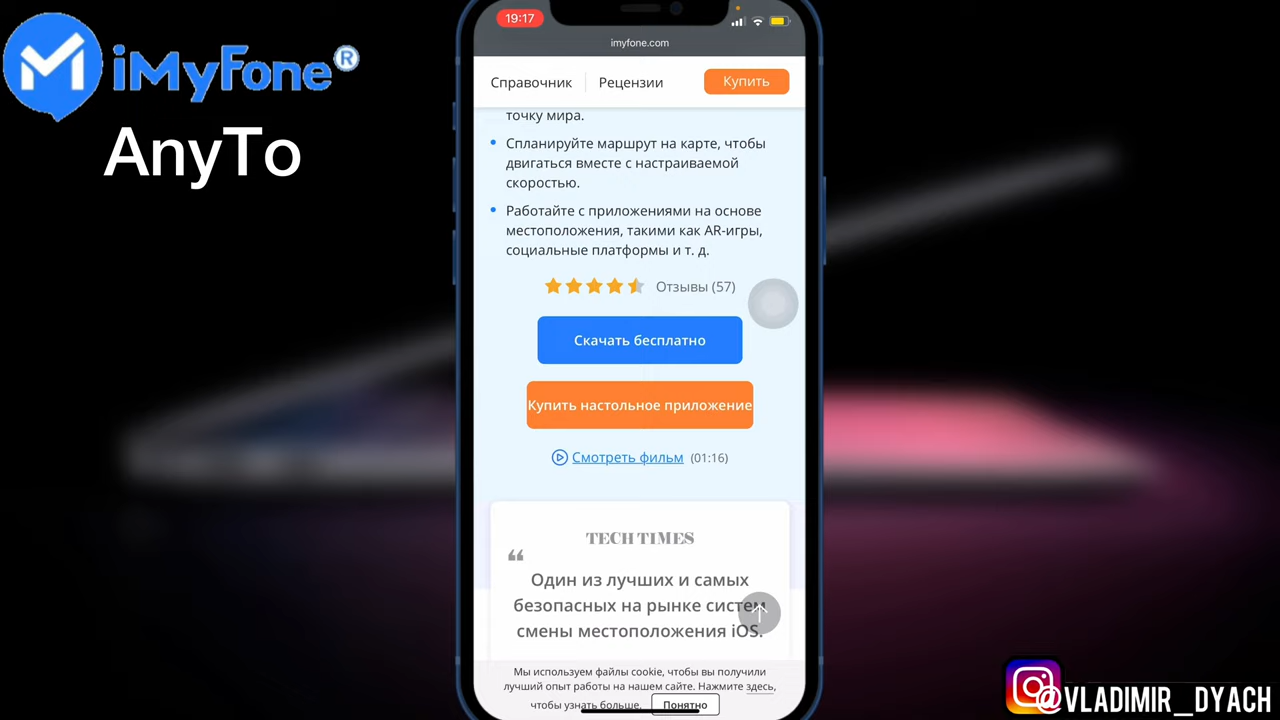 iMyFone®
AnyTo
19:17
imyfone.com
Справочник
Рецензии
Купить
точку мира.
Спланируйте маршрут на карте, чтобы
двигаться вместе с настраиваемой
скоростью.
Работайте с приложениями на основе
местоположения, такими как AR-игры,
социальные платформы и т. д.
Отзывы (57)
Скачать бесплатно
Купить настольное приложение
Смотреть фильм (01:16)
TECH TIMES
“
Один из лучших и самых
безопасных на рынке систем
смены местоположения iOS.
Мы используем файлы cookie, чтобы вы получили
лучший опыт работы на нашем сайте. Нажмите здесь,
чтобы узнать больше. Понятно
@VLADIMIR_DYACH